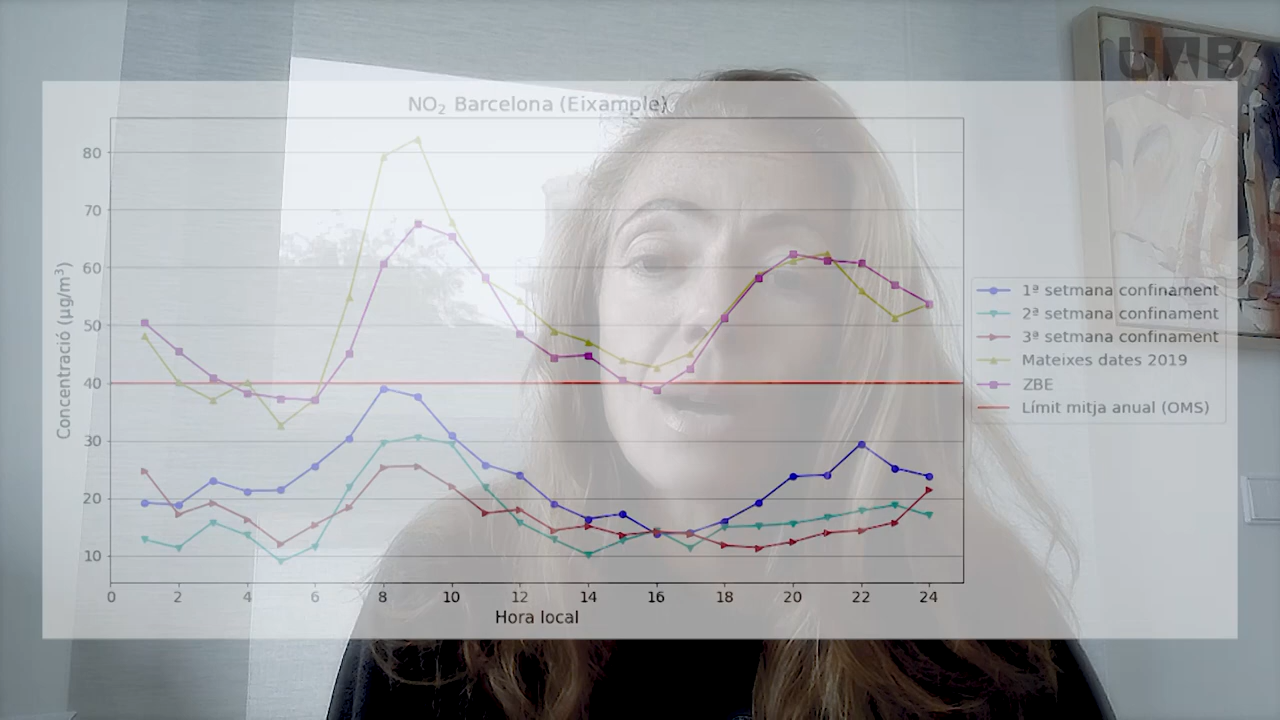 UAB
NO₂ Barcelona (Eixample)
Concentració (µg/m³)
80
70
60
50
40
30
20
10
0 2 4 6 8 10 12 14 16 18 20 22 24
Hora local
1ª setmana confinament
2ª setmana confinament
3ª setmana confinament
Mateixes dates 2019
ZBE
Límit mitja anual (OMS)